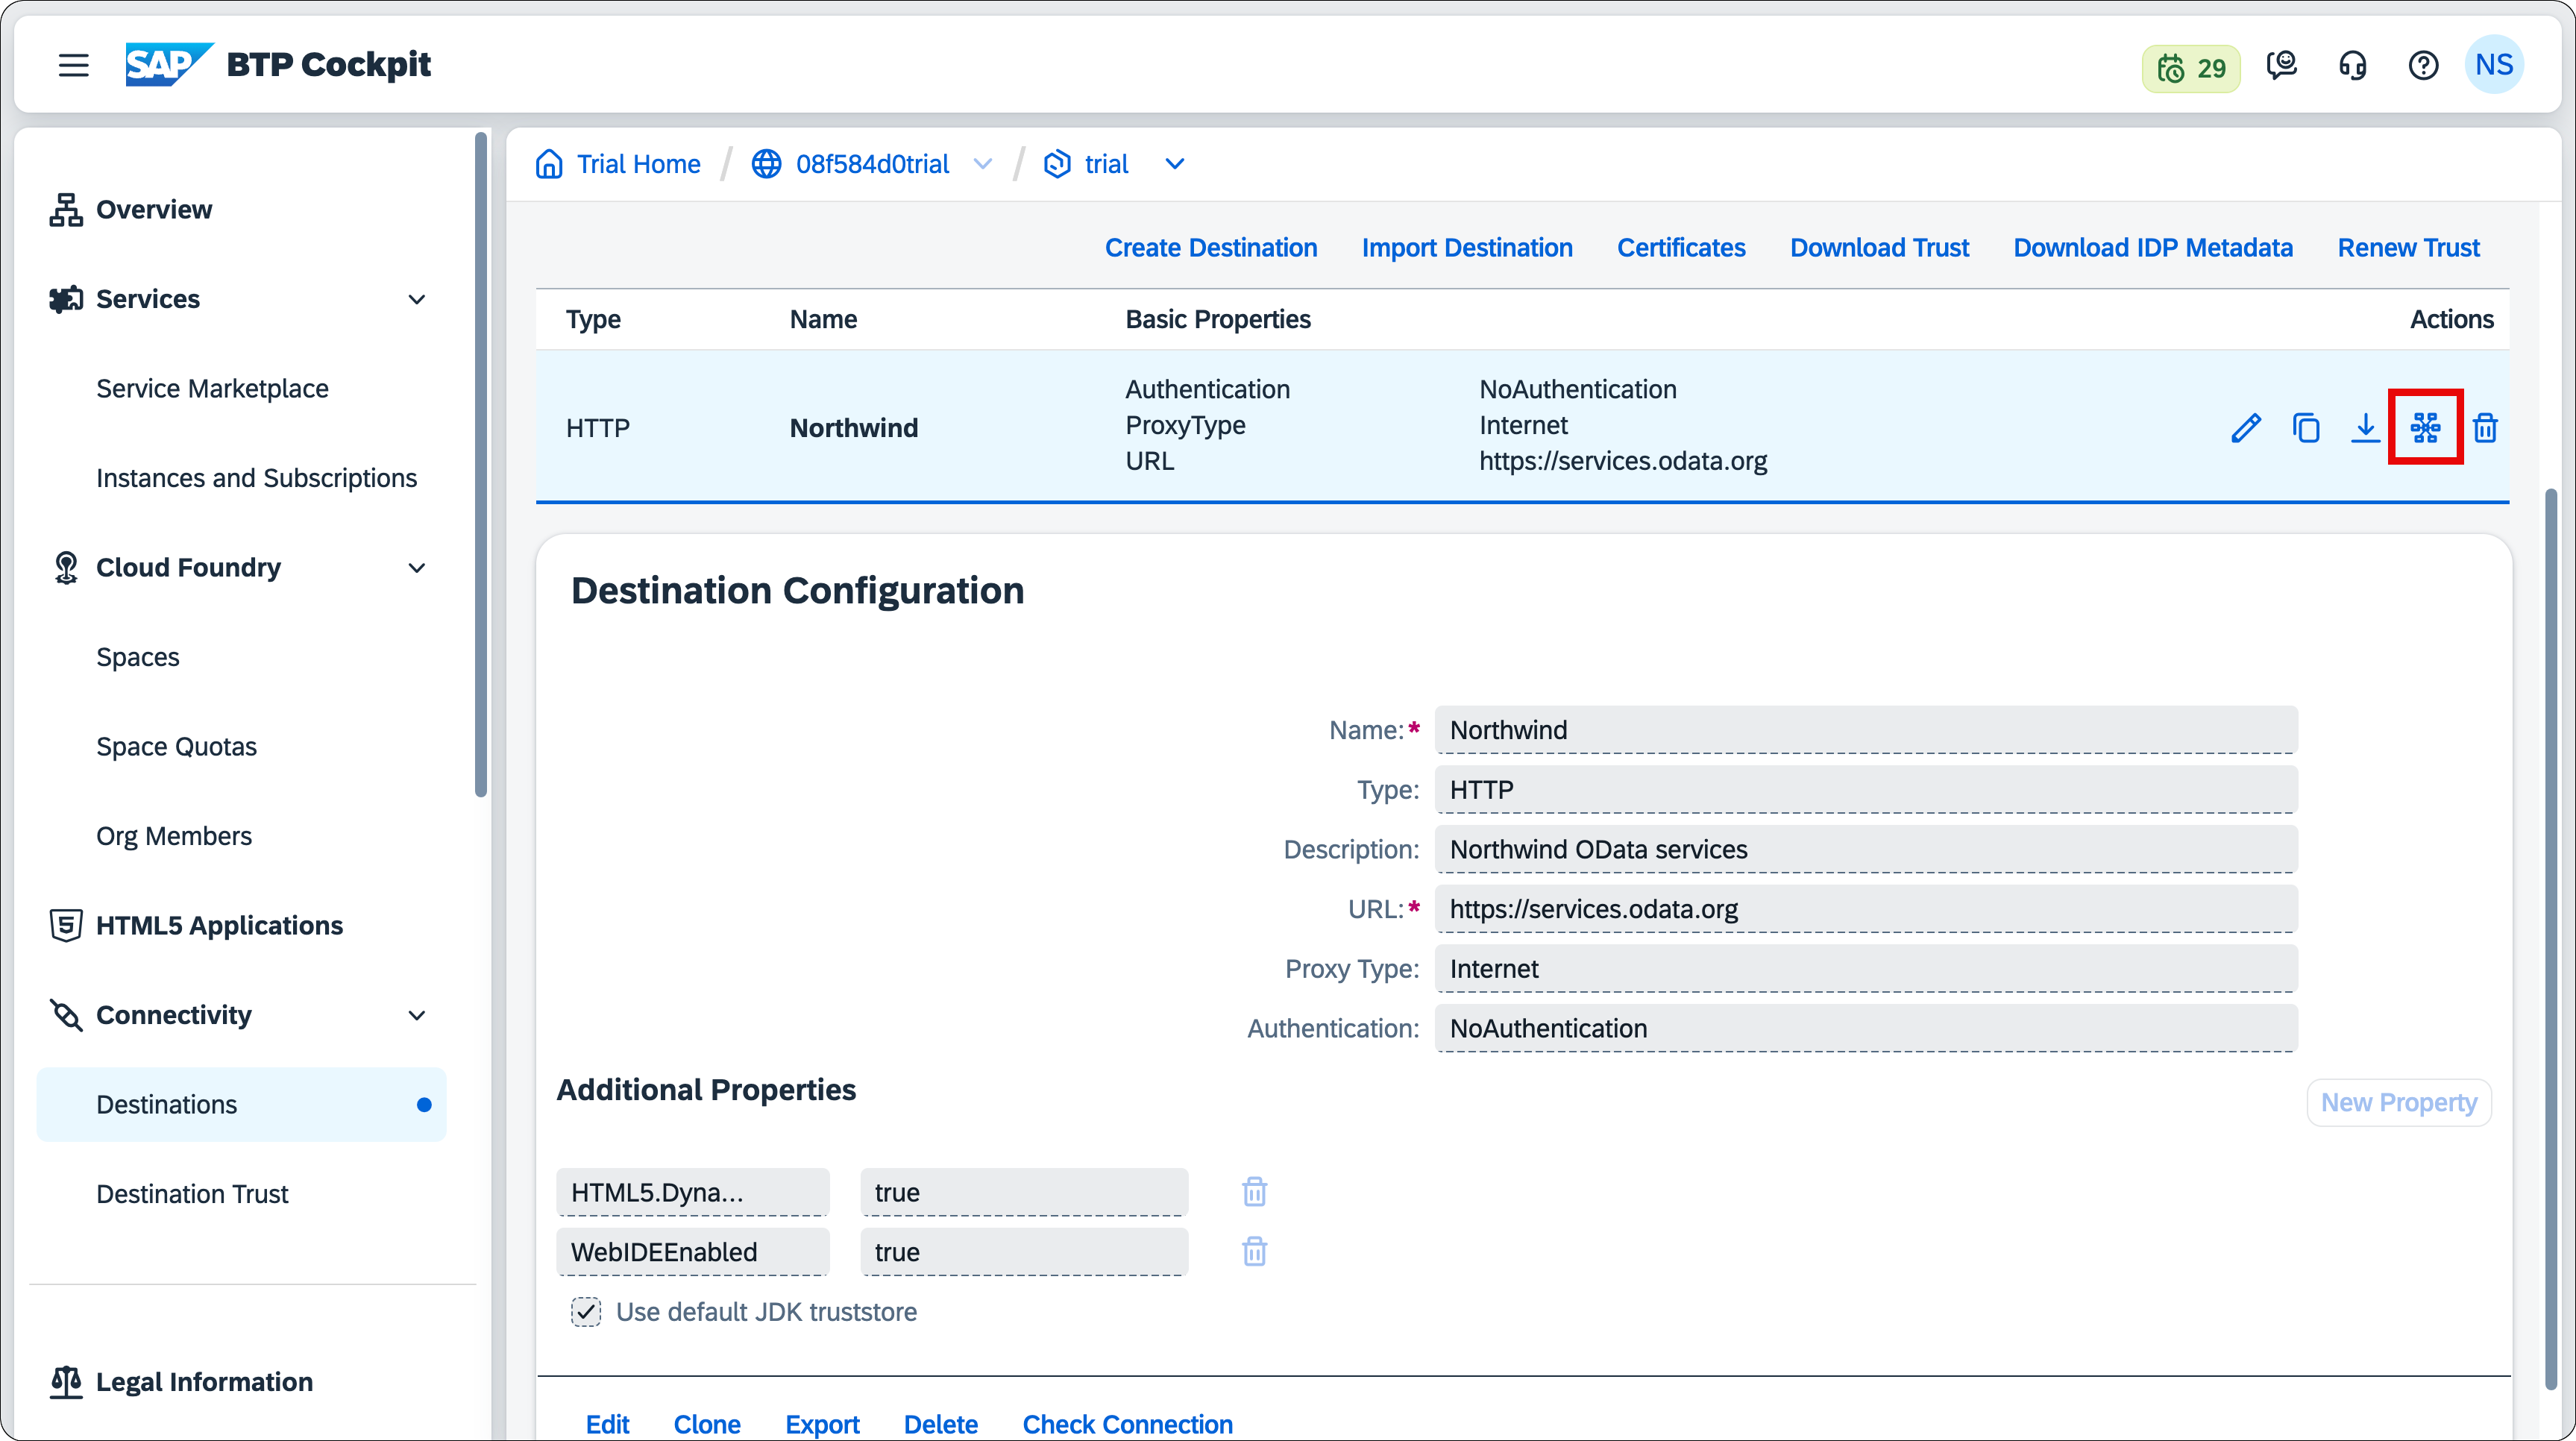 SAP BTP Cockpit
29
NS
Overview
Services
Service Marketplace
Instances and Subscriptions
Cloud Foundry
Spaces
Space Quotas
Org Members
HTML5 Applications
Connectivity
Destinations
Destination Trust
Legal Information
Trial Home / 08f584d0trial / trial
Create Destination Import Destination Certificates Download Trust Download IDP Metadata Renew Trust
Type Name Basic Properties Actions
HTTP Northwind
Authentication NoAuthentication
ProxyType Internet
URL https://services.odata.org
Destination Configuration
Name:* Northwind
Type: HTTP
Description: Northwind OData services
URL:* https://services.odata.org
Proxy Type: Internet
Authentication: NoAuthentication
Additional Properties
New Property
HTML5.Dyna... true
WebIDEEnabled true
Use default JDK truststore
Edit Clone Export Delete Check Connection